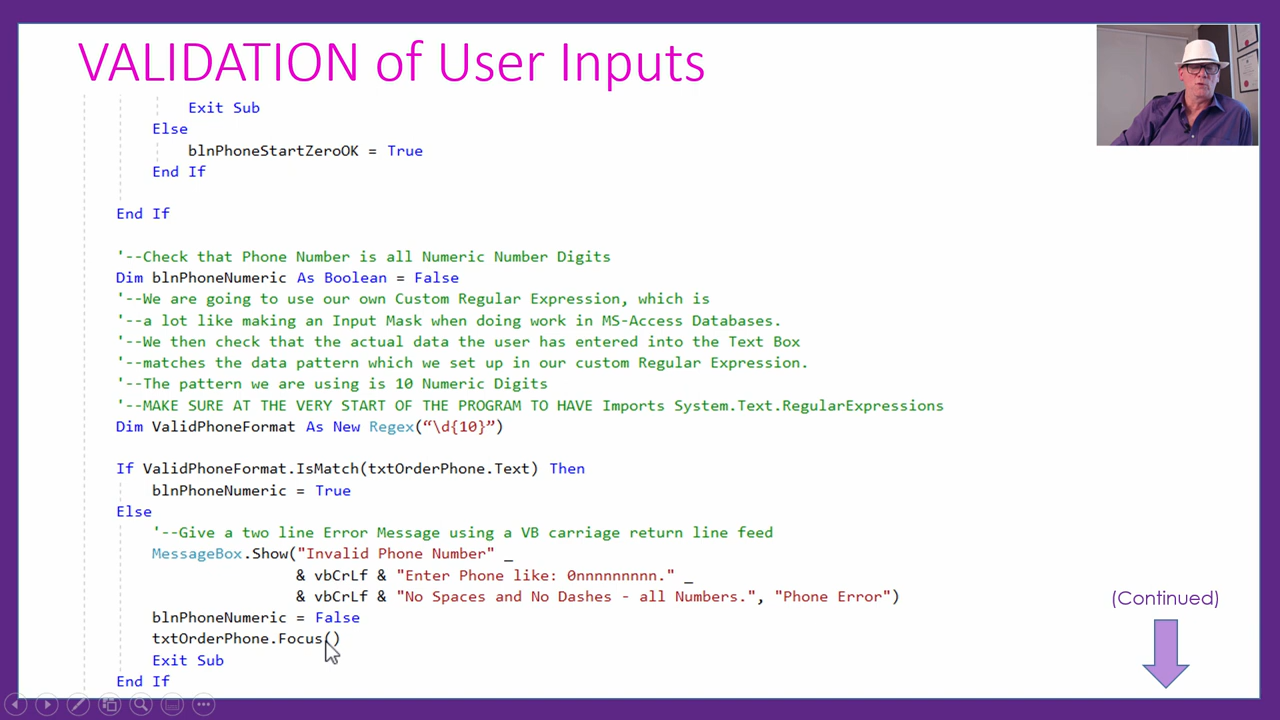 VALIDATION of User Inputs
Exit Sub
Else
blnPhoneStartZeroOK = True
End If
End If
'--Check that Phone Number is all Numeric Number Digits
Dim blnPhoneNumeric As Boolean = False
'--We are going to use our own Custom Regular Expression, which is
'--a lot like making an Input Mask when doing work in MS-Access Databases.
'--We then check that the actual data the user has entered into the Text Box
'--matches the data pattern which we set up in our custom Regular Expression.
'--The pattern we are using is 10 Numeric Digits
'--MAKE SURE AT THE VERY START OF THE PROGRAM TO HAVE Imports System.Text.RegularExpressions
Dim ValidPhoneFormat As New Regex(“\d{10}”)
If ValidPhoneFormat.IsMatch(txtOrderPhone.Text) Then
blnPhoneNumeric = True
Else
'--Give a two line Error Message using a VB carriage return line feed
MessageBox.Show("Invalid Phone Number" _
& vbCrLf & "Enter Phone like: 0nnnnnnnnn." _
& vbCrLf & "No Spaces and No Dashes - all Numbers.", "Phone Error")
blnPhoneNumeric = False
txtOrderPhone.Focus()
Exit Sub
End If
(Continued)